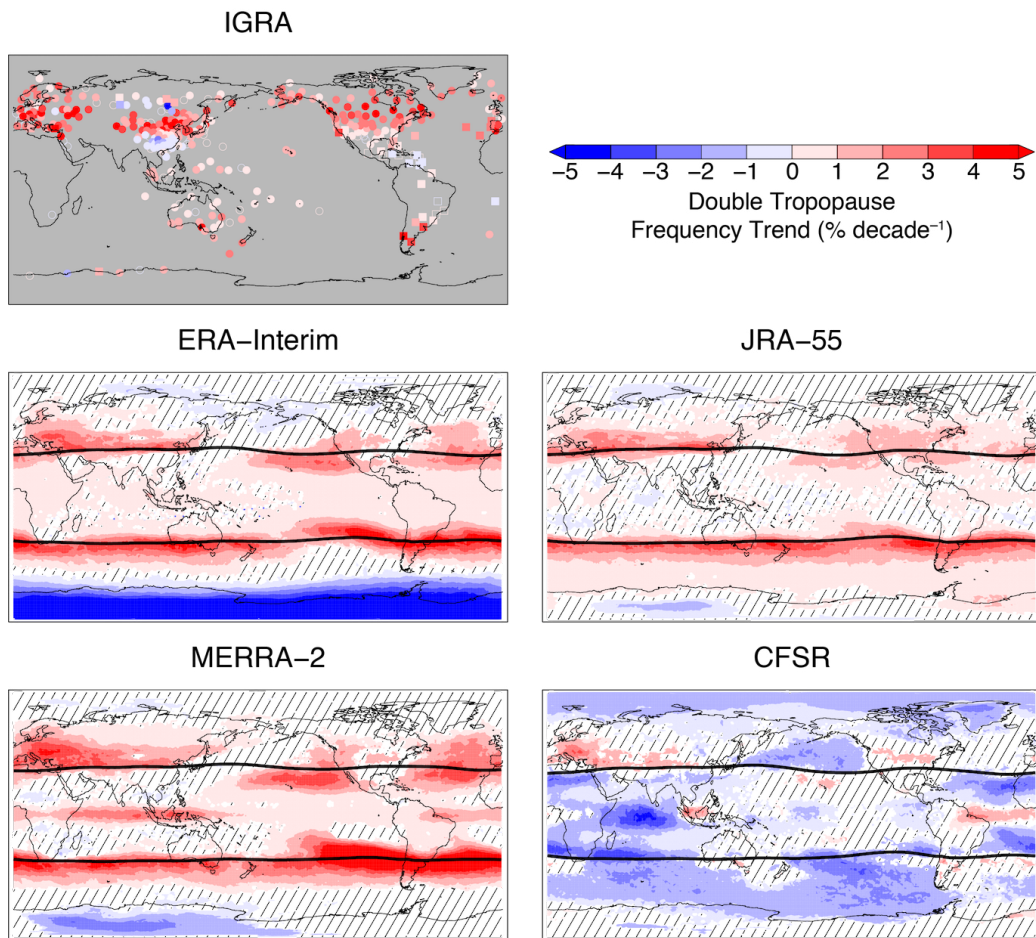 IGRA
−5 −4 −3 −2 −1 0 1 2 3 4 5
Double Tropopause
Frequency Trend (% decade⁻¹)
ERA−Interim
JRA−55
MERRA−2
CFSR